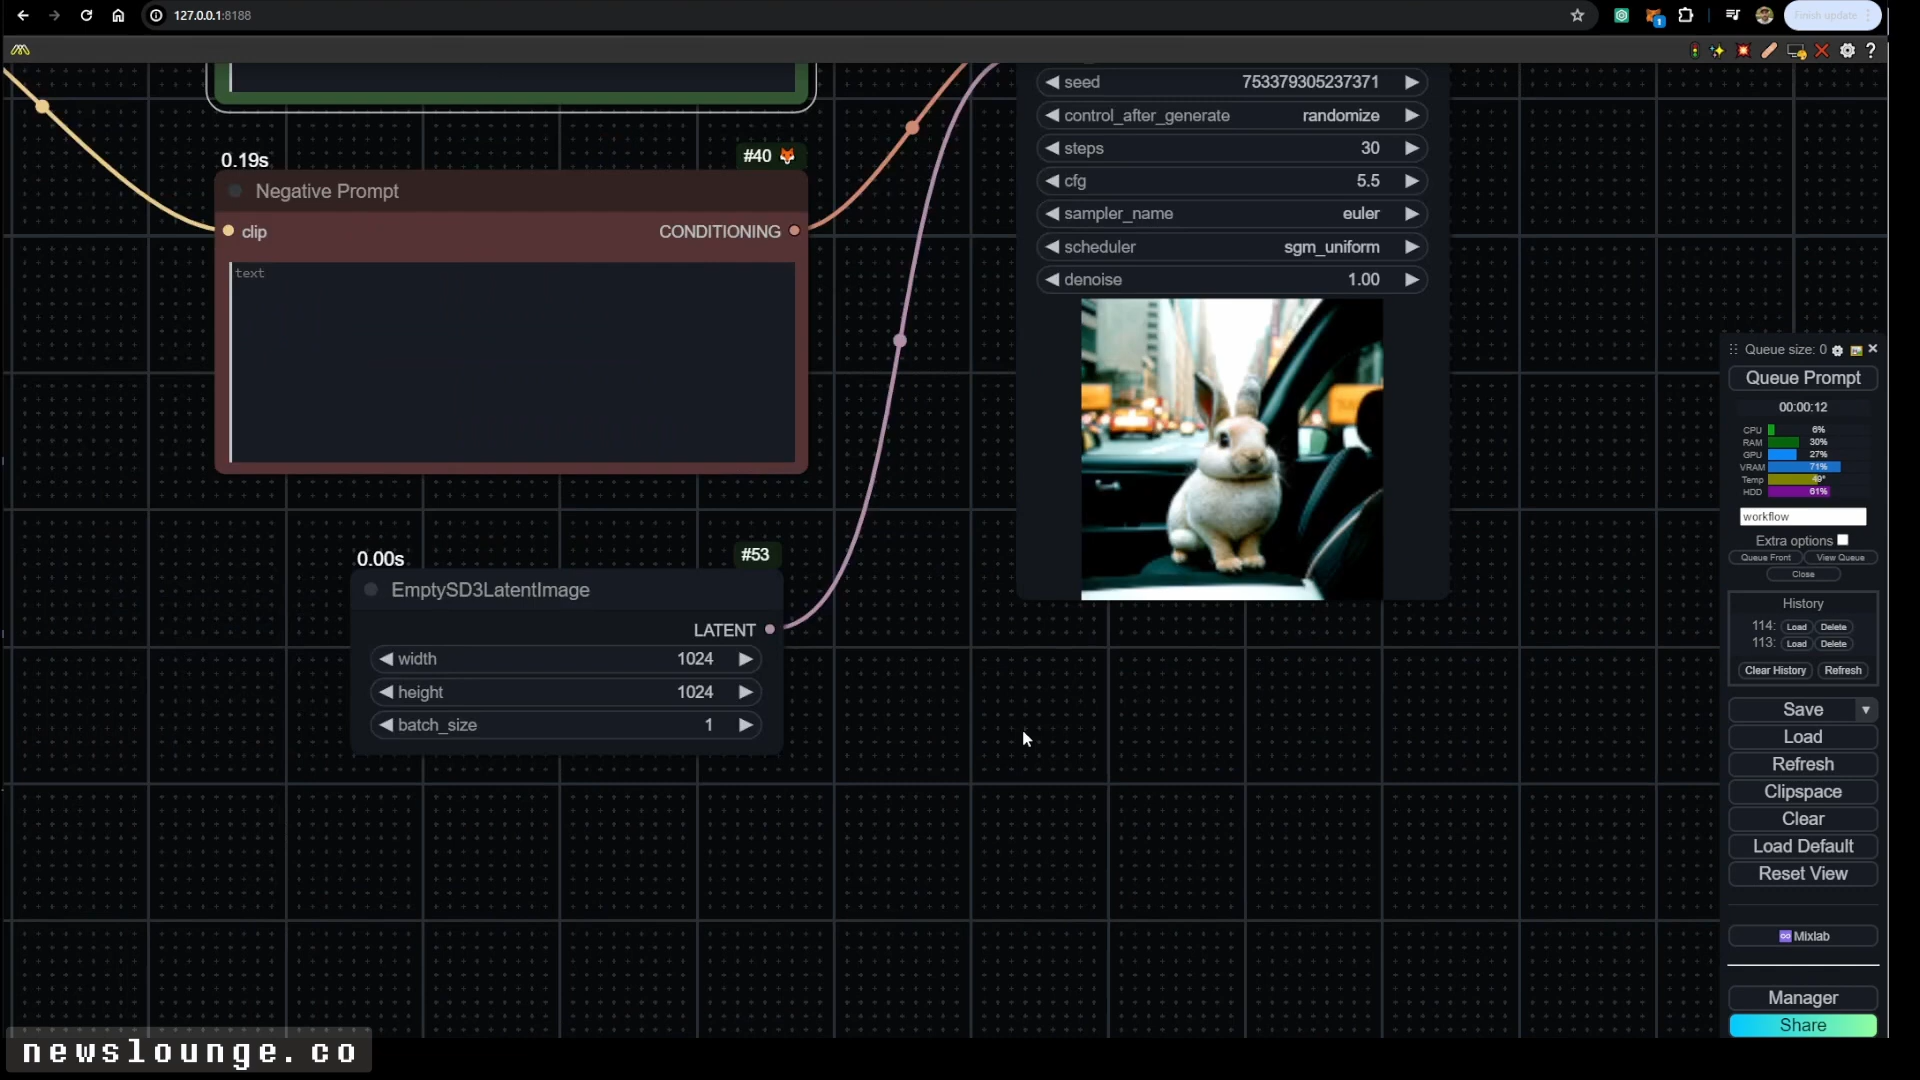 127.0.0.1:8188
Finish update
1
seed 753379305237371
control_after_generate randomize
steps 30
cfg 5.5
sampler_name euler
scheduler sgm_uniform
denoise 1.00
0.19s #40
Negative Prompt
clip CONDITIONING
text
0.00s #53
EmptySD3LatentImage
LATENT
width 1024
height 1024
batch_size 1
Queue size: 0
Queue Prompt
00:00:12
CPU 6%
RAM 30%
GPU 27%
VRAM 71%
Temp 49°
HDD 61%
workflow
Extra options
Queue Front View Queue
Close
History
114: Load Delete
113: Load Delete
Clear History Refresh
Save
Load
Refresh
Clipspace
Clear
Load Default
Reset View
Mixlab
Manager
Share
newslounge.co